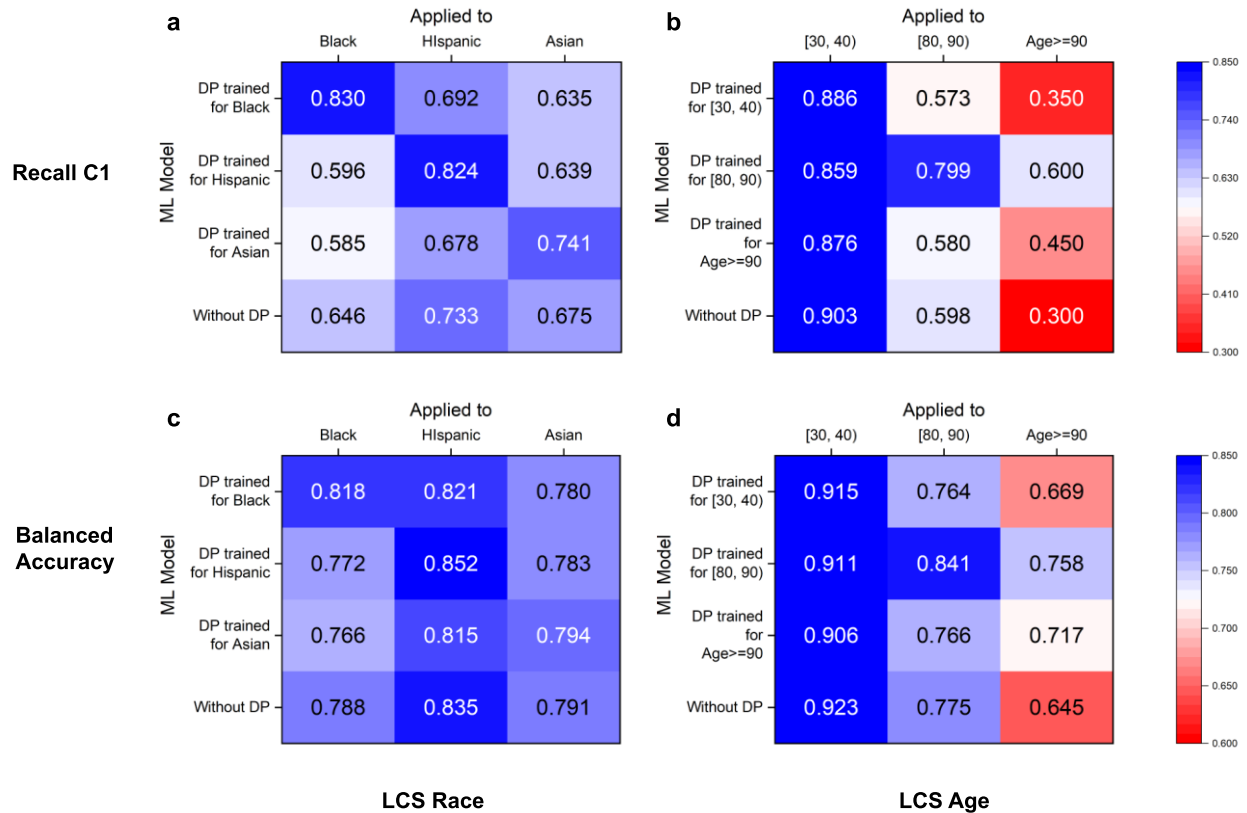 a
Applied to
Black HIspanic Asian
Recall C1
ML Model
DP trained
for Black
0.830 0.692 0.635
DP trained
for Hispanic
0.596 0.824 0.639
DP trained
for Asian
0.585 0.678 0.741
Without DP
0.646 0.733 0.675
b
Applied to
[30, 40) [80, 90) Age>=90
ML Model
DP trained
for [30, 40)
0.886 0.573 0.350
DP trained
for [80, 90)
0.859 0.799 0.600
DP trained
for
Age>=90
0.876 0.580 0.450
Without DP
0.903 0.598 0.300
0.850
0.740
0.630
0.520
0.410
0.300
c
Applied to
Black HIspanic Asian
Balanced
Accuracy
ML Model
DP trained
for Black
0.818 0.821 0.780
DP trained
for Hispanic
0.772 0.852 0.783
DP trained
for Asian
0.766 0.815 0.794
Without DP
0.788 0.835 0.791
d
Applied to
[30, 40) [80, 90) Age>=90
ML Model
DP trained
for [30, 40)
0.915 0.764 0.669
DP trained
for [80, 90)
0.911 0.841 0.758
DP trained
for
Age>=90
0.906 0.766 0.717
Without DP
0.923 0.775 0.645
0.850
0.800
0.750
0.700
0.650
0.600
LCS Race
LCS Age